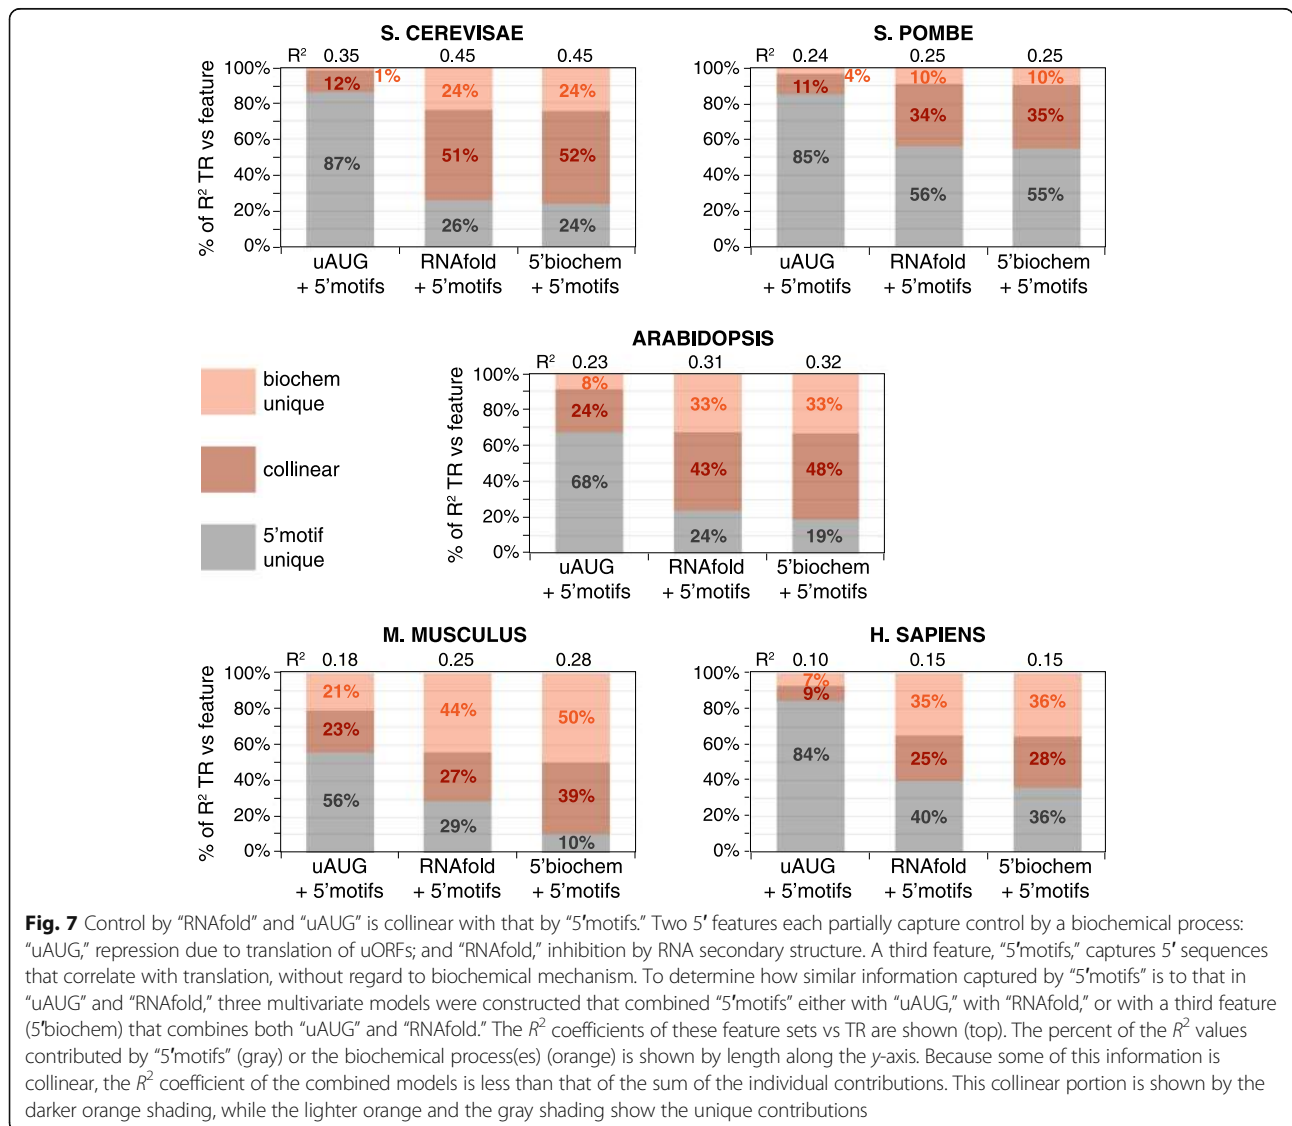 S. CEREVISAE
R² 0.35 0.45 0.45
100%
80%
60%
40%
20%
0%
% of R² TR vs feature
1%
12%
87%
24%
51%
26%
24%
52%
24%
uAUG + 5'motifs
RNAfold + 5'motifs
5'biochem + 5'motifs
S. POMBE
R² 0.24 0.25 0.25
100%
80%
60%
40%
20%
0%
4%
11%
85%
10%
34%
56%
10%
35%
55%
uAUG + 5'motifs
RNAfold + 5'motifs
5'biochem + 5'motifs
biochem
unique
collinear
5'motif
unique
ARABIDOPSIS
R² 0.23 0.31 0.32
100%
80%
60%
40%
20%
0%
% of R² TR vs feature
8%
24%
68%
33%
43%
24%
33%
48%
19%
uAUG + 5'motifs
RNAfold + 5'motifs
5'biochem + 5'motifs
M. MUSCULUS
R² 0.18 0.25 0.28
100%
80%
60%
40%
20%
0%
% of R² TR vs feature
21%
23%
56%
44%
27%
29%
50%
39%
10%
uAUG + 5'motifs
RNAfold + 5'motifs
5'biochem + 5'motifs
H. SAPIENS
R² 0.10 0.15 0.15
100%
80%
60%
40%
20%
0%
7%
9%
84%
35%
25%
40%
36%
28%
36%
uAUG + 5'motifs
RNAfold + 5'motifs
5'biochem + 5'motifs
Fig. 7 Control by “RNAfold” and “uAUG” is collinear with that by “5′motifs.” Two 5′ features each partially capture control by a biochemical process:
“uAUG,” repression due to translation of uORFs; and “RNAfold,” inhibition by RNA secondary structure. A third feature, “5′motifs,” captures 5′ sequences
that correlate with translation, without regard to biochemical mechanism. To determine how similar information captured by “5′motifs” is to that in
“uAUG” and “RNAfold,” three multivariate models were constructed that combined “5′motifs” either with “uAUG,” with “RNAfold,” or with a third feature
(5′biochem) that combines both “uAUG” and “RNAfold.” The R² coefficients of these feature sets vs TR are shown (top). The percent of the R² values
contributed by “5′motifs” (gray) or the biochemical process(es) (orange) is shown by length along the y-axis. Because some of this information is
collinear, the R² coefficient of the combined models is less than that of the sum of the individual contributions. This collinear portion is shown by the
darker orange shading, while the lighter orange and the gray shading show the unique contributions